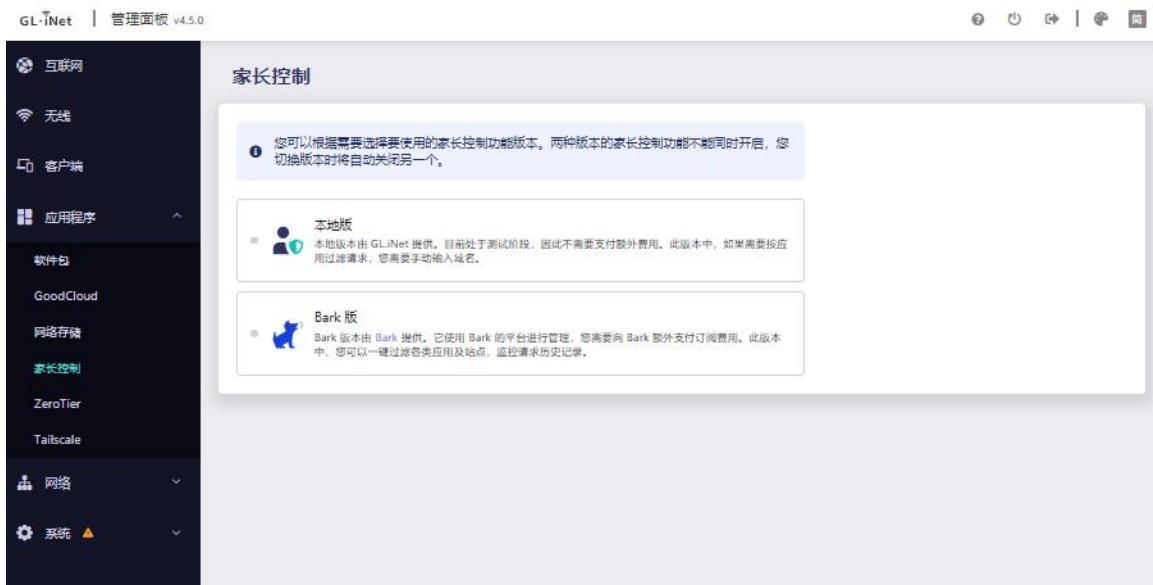 GL·iNet | 管理面板 v4.5.0
简
互联网
无线
客户端
应用程序
软件包
GoodCloud
网络存储
家长控制
ZeroTier
Tailscale
网络
系统
家长控制
您可以根据需要选择要使用的家长控制功能版本。两种版本的家长控制功能不能同时开启，您
切换版本时将自动关闭另一个。
本地版
本地版本由 GL.iNet 提供。目前处于测试阶段，因此不需要支付额外费用。此版本中，如果需要按应
用过滤请求，您需要手动输入域名。
Bark 版
Bark 版本由 Bark 提供。它使用 Bark 的平台进行管理，您需要向 Bark 额外支付订阅费用。此版本
中，您可以一键过滤各类应用及站点，监控请求历史记录。